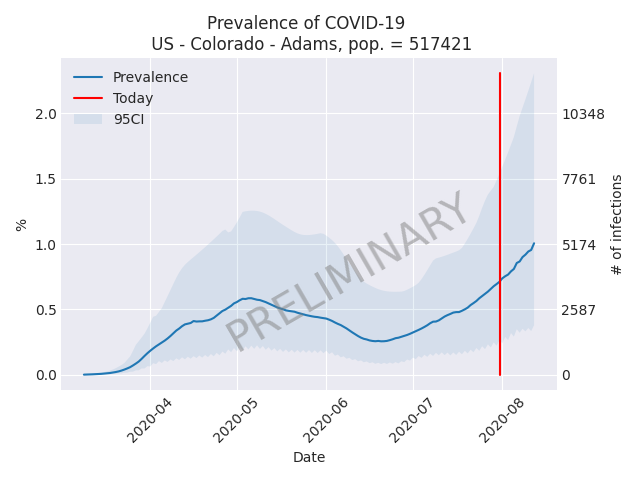 Prevalence of COVID-19
US - Colorado - Adams, pop. = 517421
Prevalence
Today
95CI
PRELIMINARY
%
2.0
1.5
1.0
0.5
0.0
10348
7761
5174
2587
0
# of infections
2020-04
2020-05
2020-06
2020-07
2020-08
Date